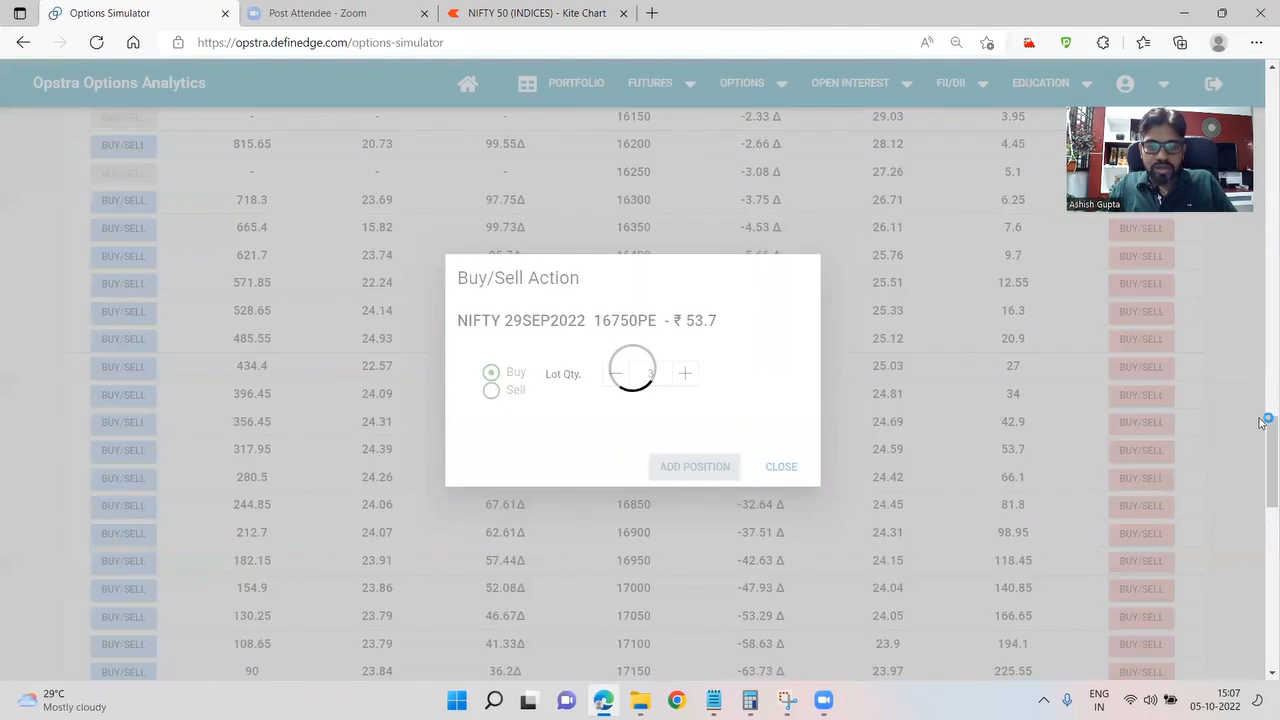 Options Simulator
Post Attendee - Zoom
NIFTY 50 (INDICES) - Kite Chart
https://opstra.definedge.com/options-simulator
Opstra Options Analytics
PORTFOLIO FUTURES OPTIONS OPEN INTEREST FII/DII EDUCATION
BUY/SELL - - - 16150 -2.33 Δ 29.03 3.95
BUY/SELL 815.65 20.73 99.55Δ 16200 -2.66 Δ 28.12 4.45
BUY/SELL - - - 16250 -3.08 Δ 27.26 5.1
BUY/SELL 718.3 23.69 97.75Δ 16300 -3.75 Δ 26.71 6.25
Ashish Gupta
BUY/SELL 665.4 15.82 99.73Δ 16350 -4.53 Δ 26.11 7.6 BUY/SELL
BUY/SELL 621.7 23.74 25.76 9.7 BUY/SELL
BUY/SELL 571.85 22.24 25.51 12.55 BUY/SELL
BUY/SELL 528.65 24.14 25.33 16.3 BUY/SELL
BUY/SELL 485.55 24.93 25.12 20.9 BUY/SELL
BUY/SELL 434.4 22.57 25.03 27 BUY/SELL
BUY/SELL 396.45 24.09 24.81 34 BUY/SELL
BUY/SELL 356.45 24.31 24.69 42.9 BUY/SELL
BUY/SELL 317.95 24.39 24.59 53.7 BUY/SELL
BUY/SELL 280.5 24.26 24.42 66.1 BUY/SELL
Buy/Sell Action
NIFTY 29SEP2022 16750PE - ₹ 53.7
Buy
Lot Qty. 3
Sell
ADD POSITION CLOSE
BUY/SELL 244.85 24.06 67.61Δ 16850 -32.64 Δ 24.45 81.8 BUY/SELL
BUY/SELL 212.7 24.07 62.61Δ 16900 -37.51 Δ 24.31 98.95 BUY/SELL
BUY/SELL 182.15 23.91 57.44Δ 16950 -42.63 Δ 24.15 118.45 BUY/SELL
BUY/SELL 154.9 23.86 52.08Δ 17000 -47.93 Δ 24.04 140.85 BUY/SELL
BUY/SELL 130.25 23.79 46.67Δ 17050 -53.29 Δ 24.05 166.65 BUY/SELL
BUY/SELL 108.65 23.79 41.33Δ 17100 -58.63 Δ 23.9 194.1 BUY/SELL
BUY/SELL 90 23.84 36.2Δ 17150 -63.73 Δ 23.97 225.55 BUY/SELL
29°C
Mostly cloudy
ENG
IN
15:07
05-10-2022